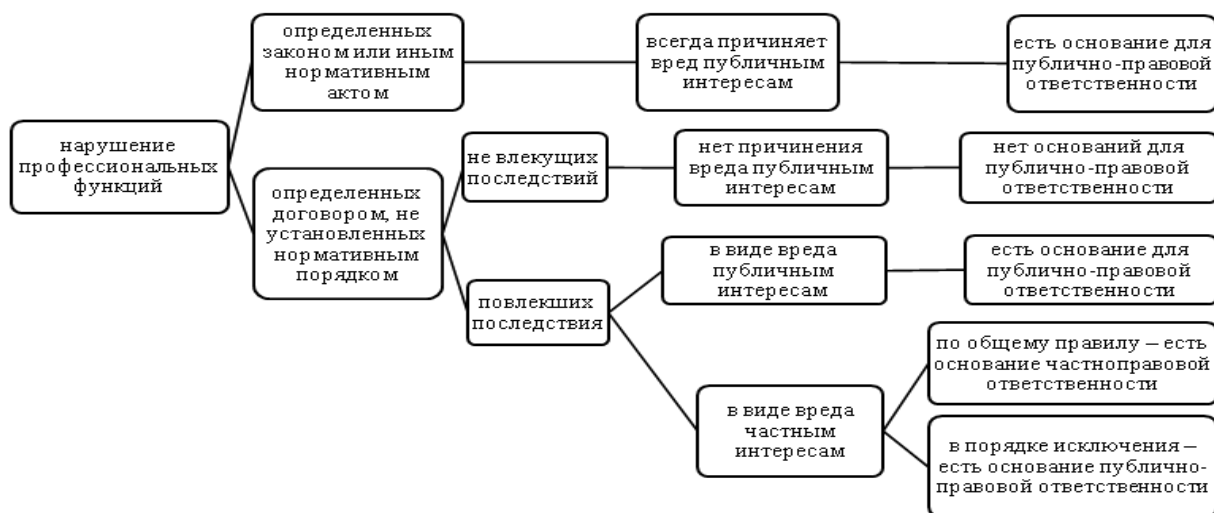 нарушение
профессиональных
функций
определенных
законом или иным
нормативным
актом
всегда причиняет
вред публичным
интересам
есть основание для
публично-правовой
ответственности
определенных
договором, не
установленных
нормативным
порядком
не влекущих
последствий
нет причинения
вреда публичным
интересам
нет оснований для
публично-правовой
ответственности
повлекших
последствия
в виде вреда
публичным
интересам
есть основание для
публично-правовой
ответственности
в виде вреда
частным
интересам
по общему правилу – есть
основание частноправовой
ответственности
в порядке исключения –
есть основание публично-
правовой ответственности